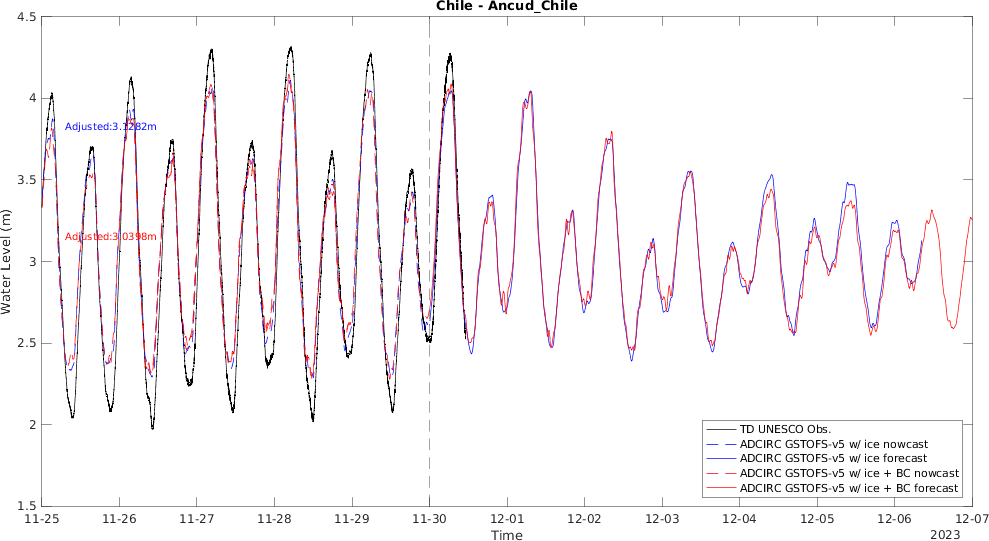 Chile - Ancud_Chile
Water Level (m)
4.5
4
3.5
3
2.5
2
1.5
Adjusted:3.1282m
Adjusted:3.0398m
TD UNESCO Obs.
ADCIRC GSTOFS-v5 w/ ice nowcast
ADCIRC GSTOFS-v5 w/ ice forecast
ADCIRC GSTOFS-v5 w/ ice + BC nowcast
ADCIRC GSTOFS-v5 w/ ice + BC forecast
11-25 11-26 11-27 11-28 11-29 11-30 12-01 12-02 12-03 12-04 12-05 12-06 12-07
Time
2023